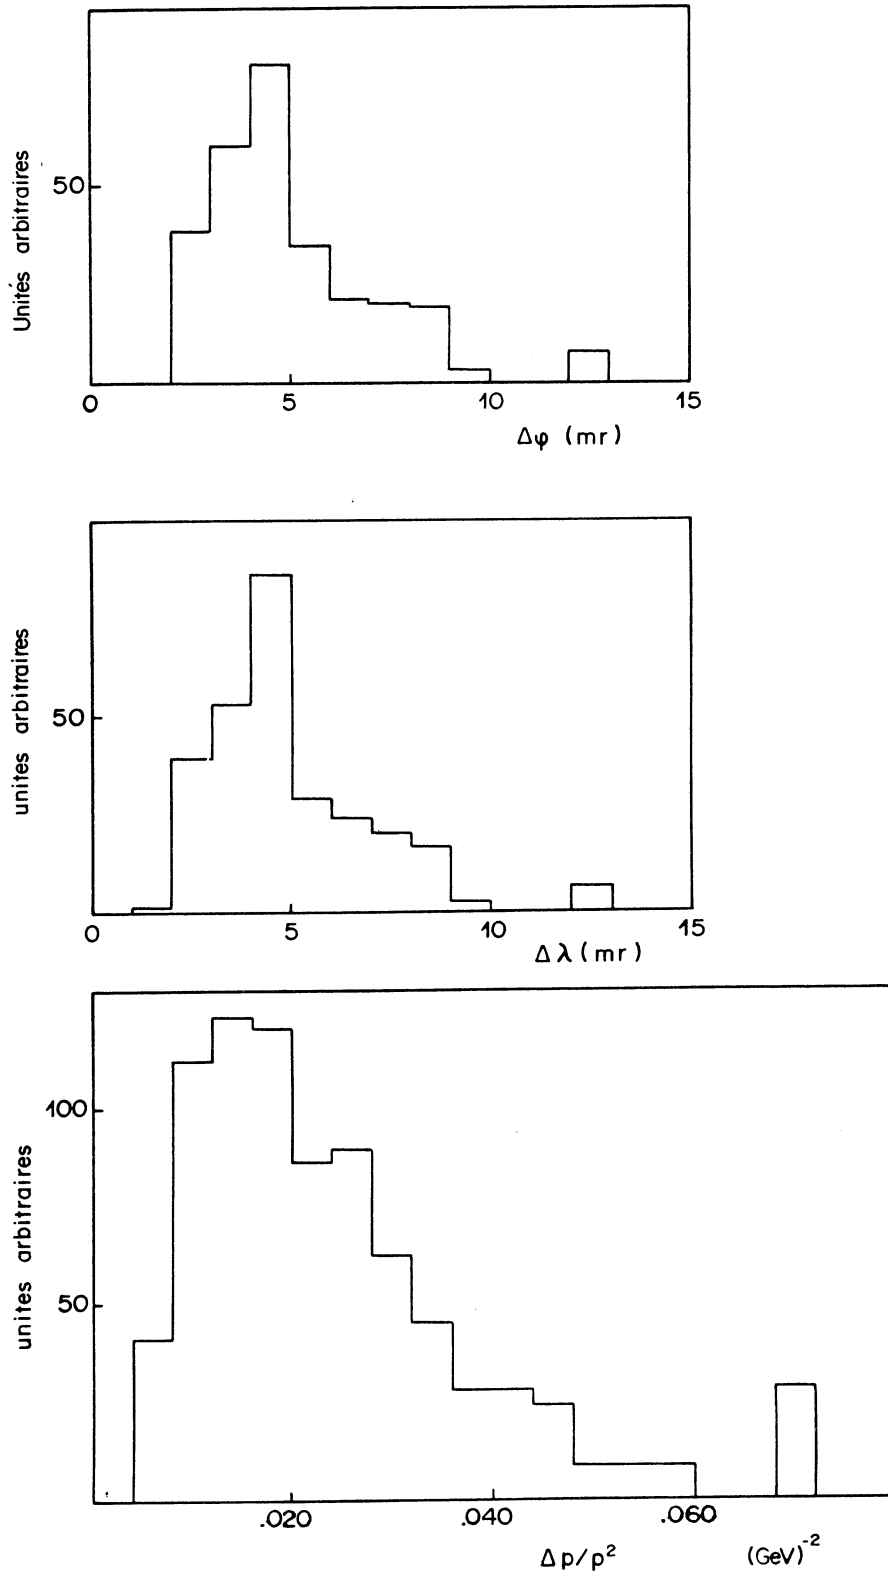 Unités arbitraires
50
0 5 10 15
Δφ (mr)
unites arbitraires
50
0 5 10 15
Δλ (mr)
unites arbitraires
100
50
.020 .040 .060
Δp/p² (GeV)⁻²